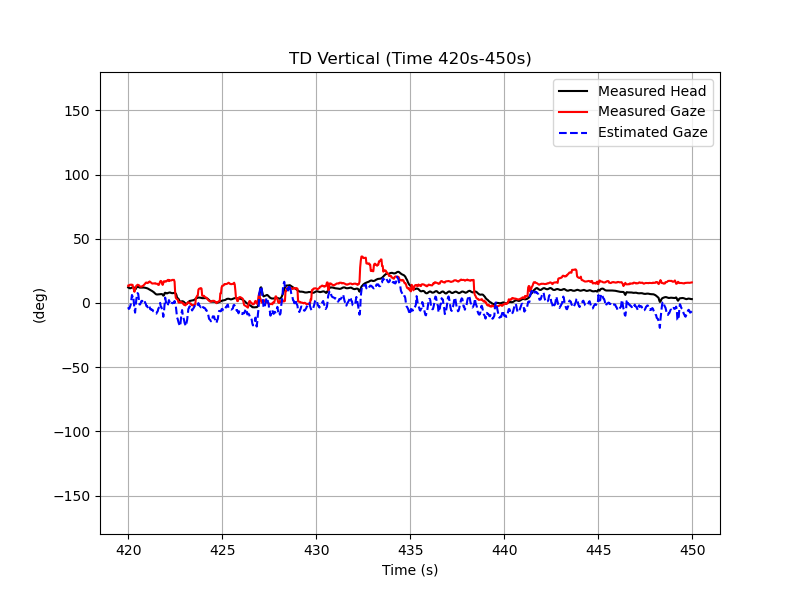 TD Vertical (Time 420s-450s)
Measured Head
Measured Gaze
Estimated Gaze
150
100
50
0
−50
−100
−150
(deg)
420 425 430 435 440 445 450
Time (s)